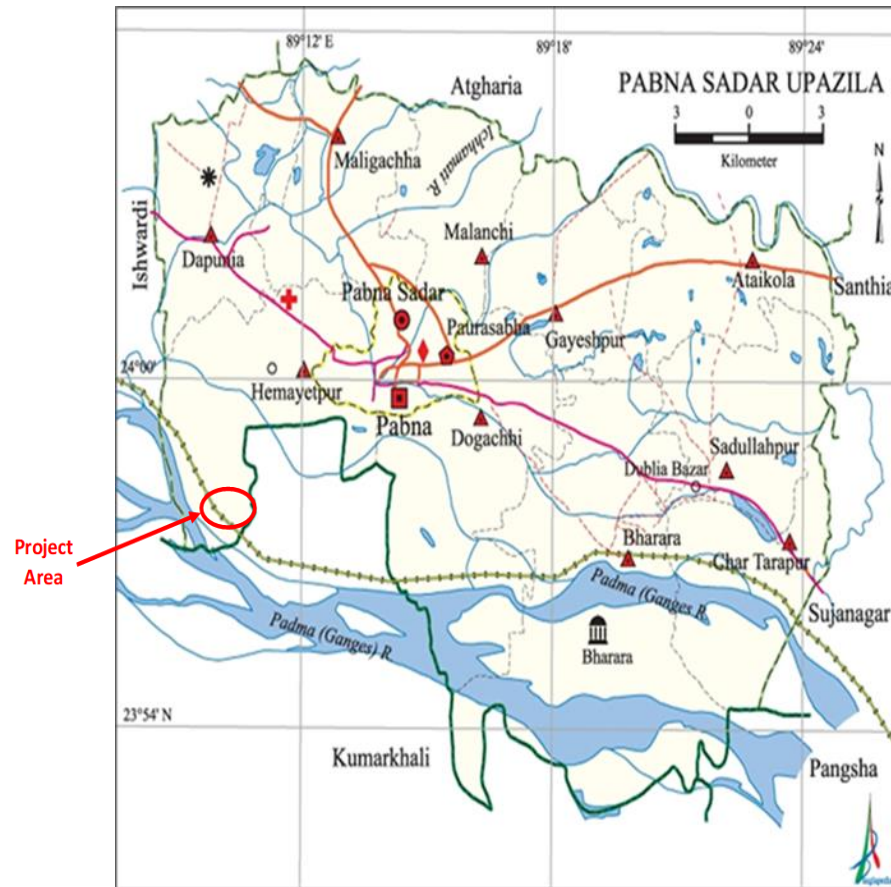 89°12' E
89°18'
89°24'
Atgharia
PABNA SADAR UPAZILA
3 0 3
Kilometer
N
Maligachha
Ichhamati R.
Ishwardi
Dapunia
Malanchi
Ataikola
Santhia
Pabna Sadar
Paurasabha
Gayeshpur
24°00'
Hemayetpur
Pabna
Dogachhi
Sadullahpur
Dublia Bazar
Project
Area
Bharara
Char Tarapur
Padma (Ganges R
Sujanagar
Padma (Ganges) R.
Bharara
23°54' N
Kumarkhali
Pangsha